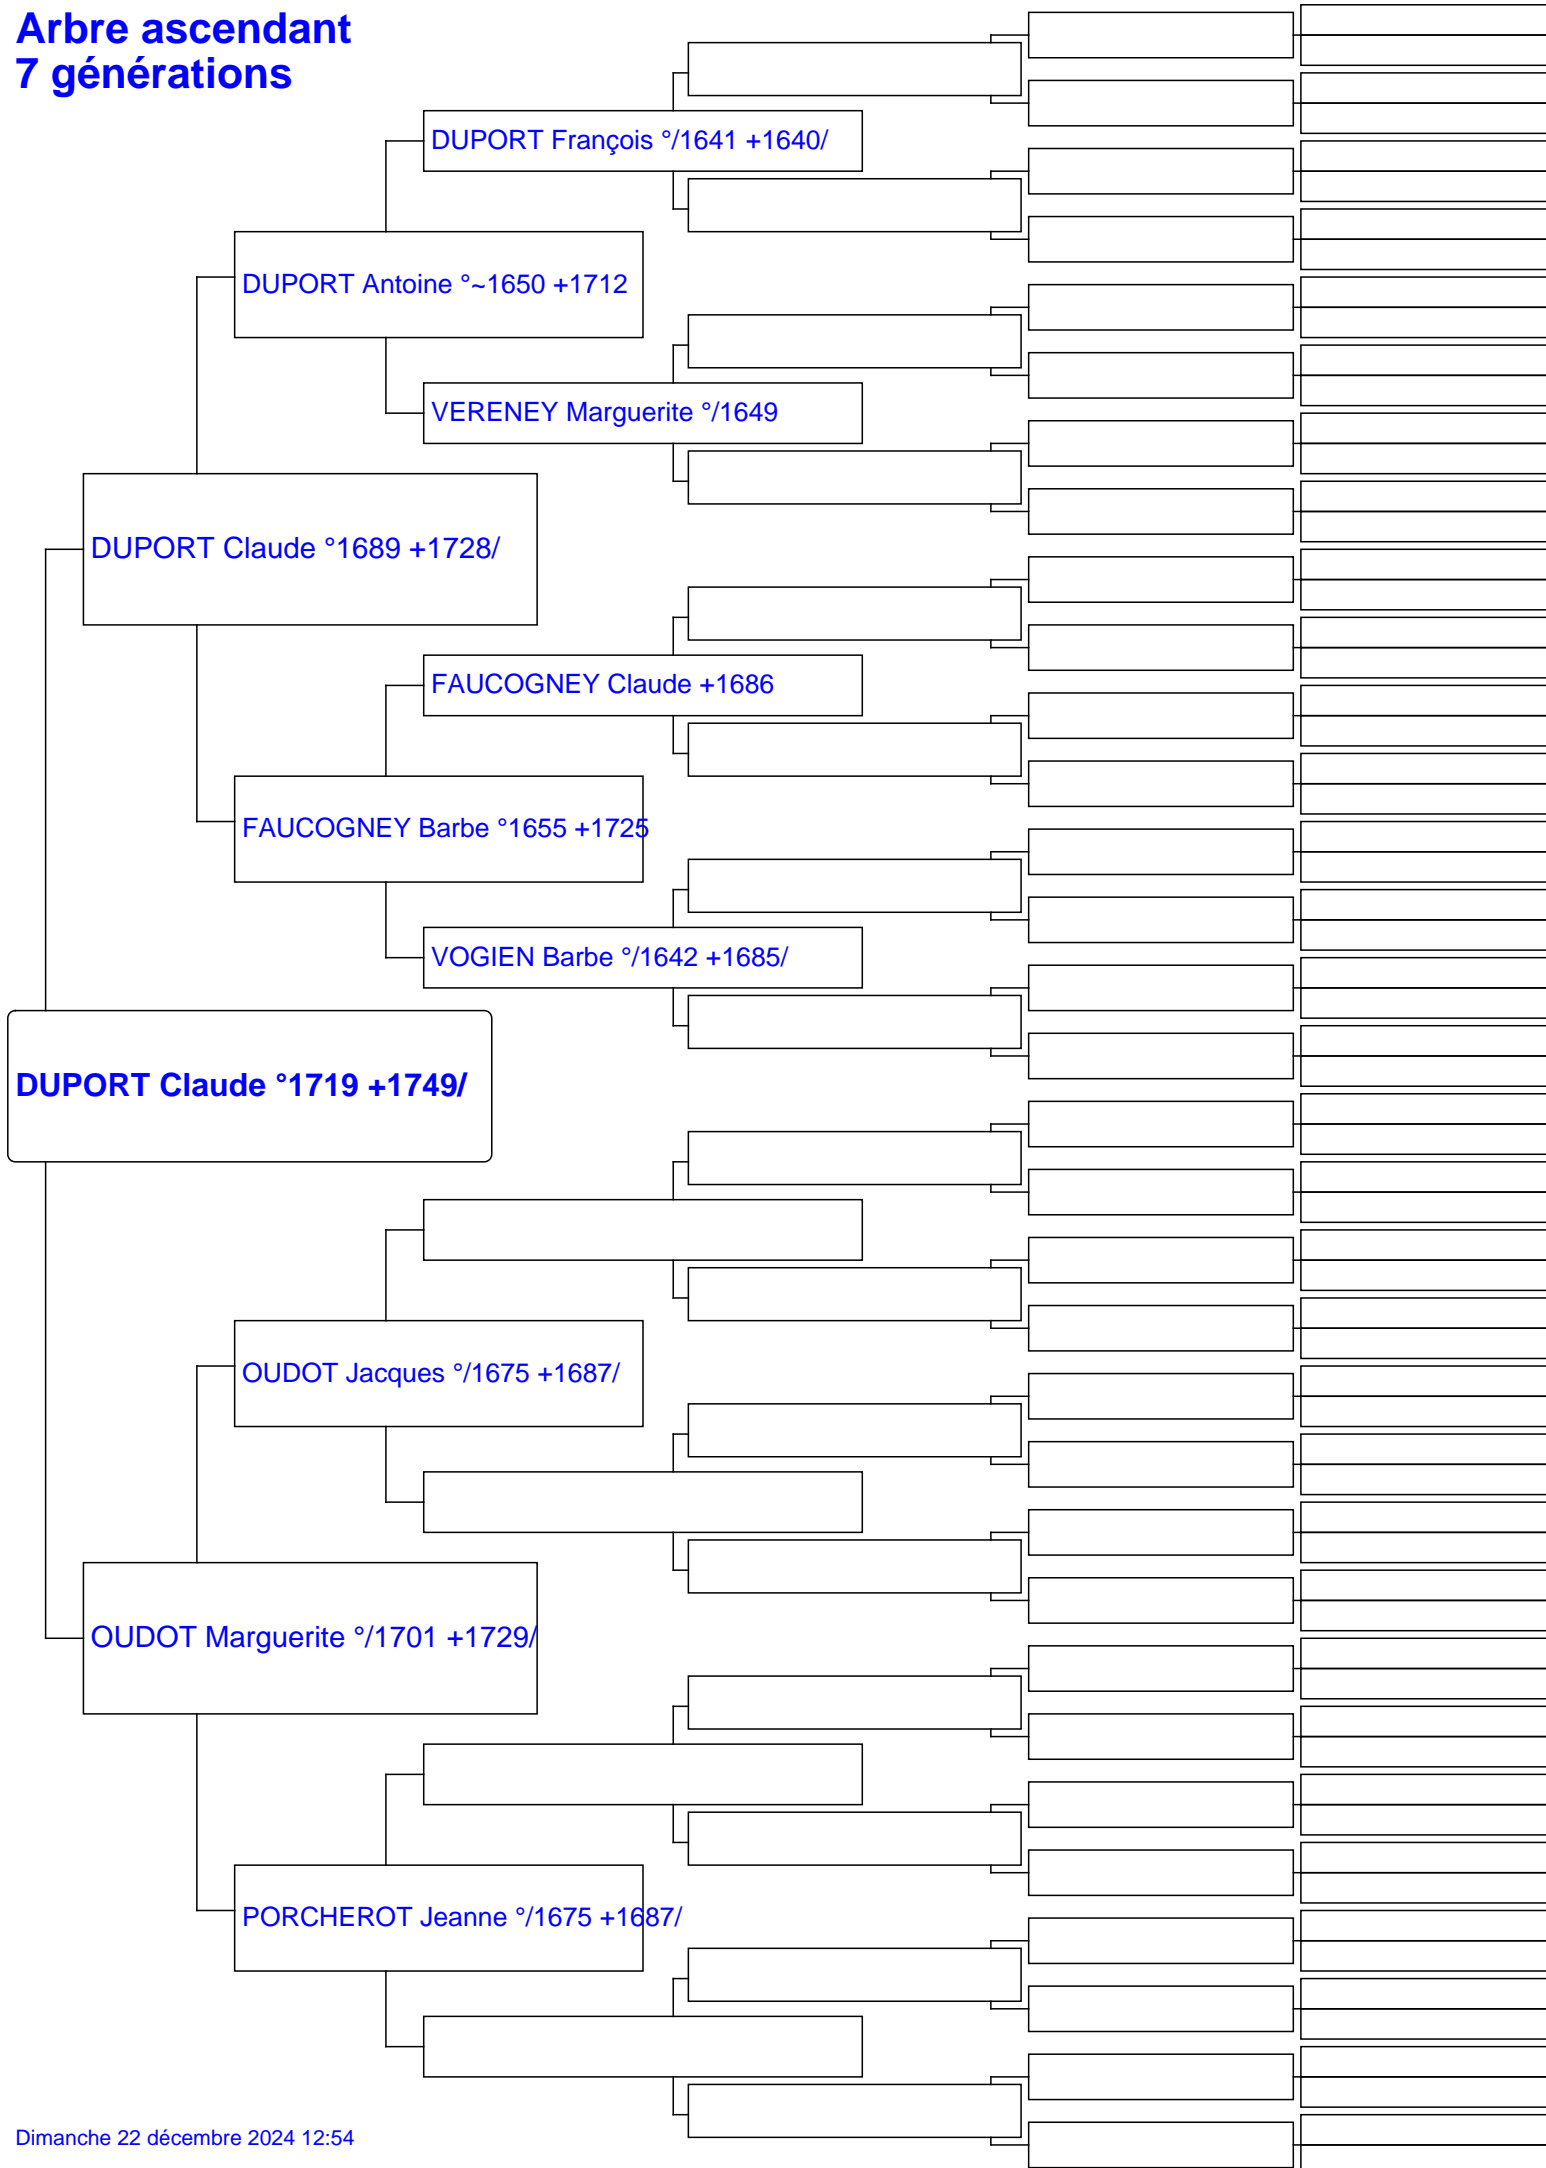 Arbre ascendant
7 générations
DUPORT François °/1641 +1640/
DUPORT Antoine °~1650 +1712
VERENEY Marguerite °/1649
DUPORT Claude °1689 +1728/
FAUCOGNEY Claude +1686
FAUCOGNEY Barbe °1655 +1725
VOGIEN Barbe °/1642 +1685/
DUPORT Claude °1719 +1749/
OUDOT Jacques °/1675 +1687/
OUDOT Marguerite °/1701 +1729/
PORCHEROT Jeanne °/1675 +1687/
Dimanche 22 décembre 2024 12:54